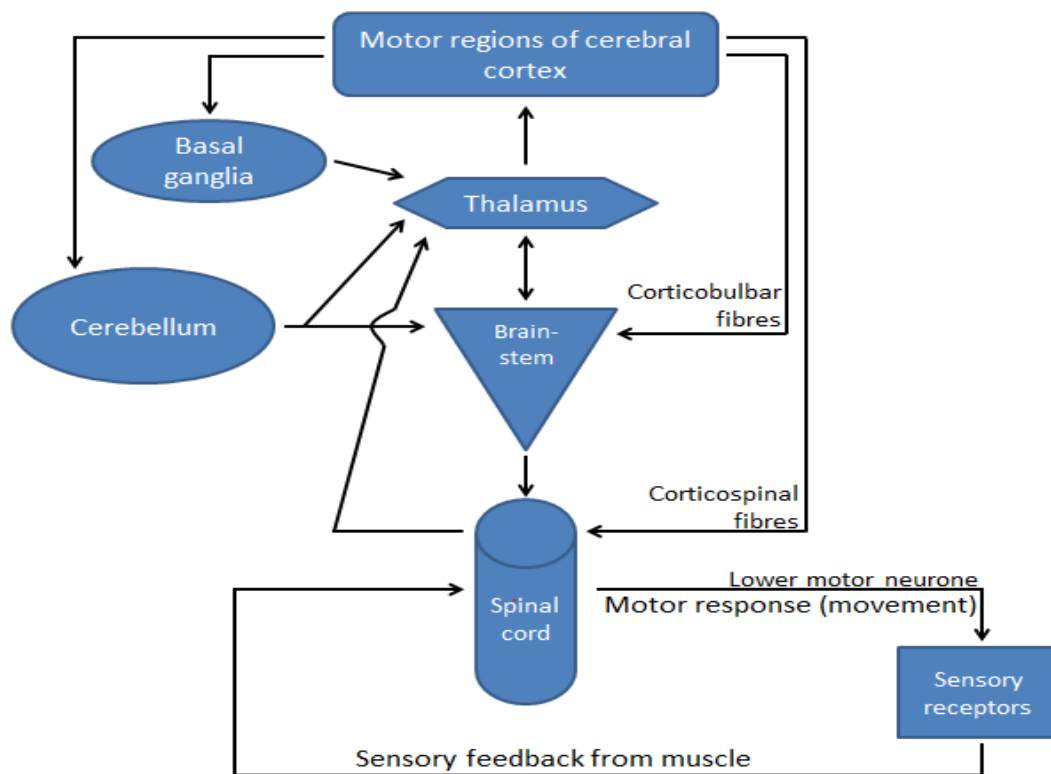 Motor regions of cerebral
cortex
Basal
ganglia
Thalamus
Cerebellum
Brain-
stem
Corticobulbar
fibres
Corticospinal
fibres
Spinal
cord
Lower motor neurone
Motor response (movement)
Sensory
receptors
Sensory feedback from muscle